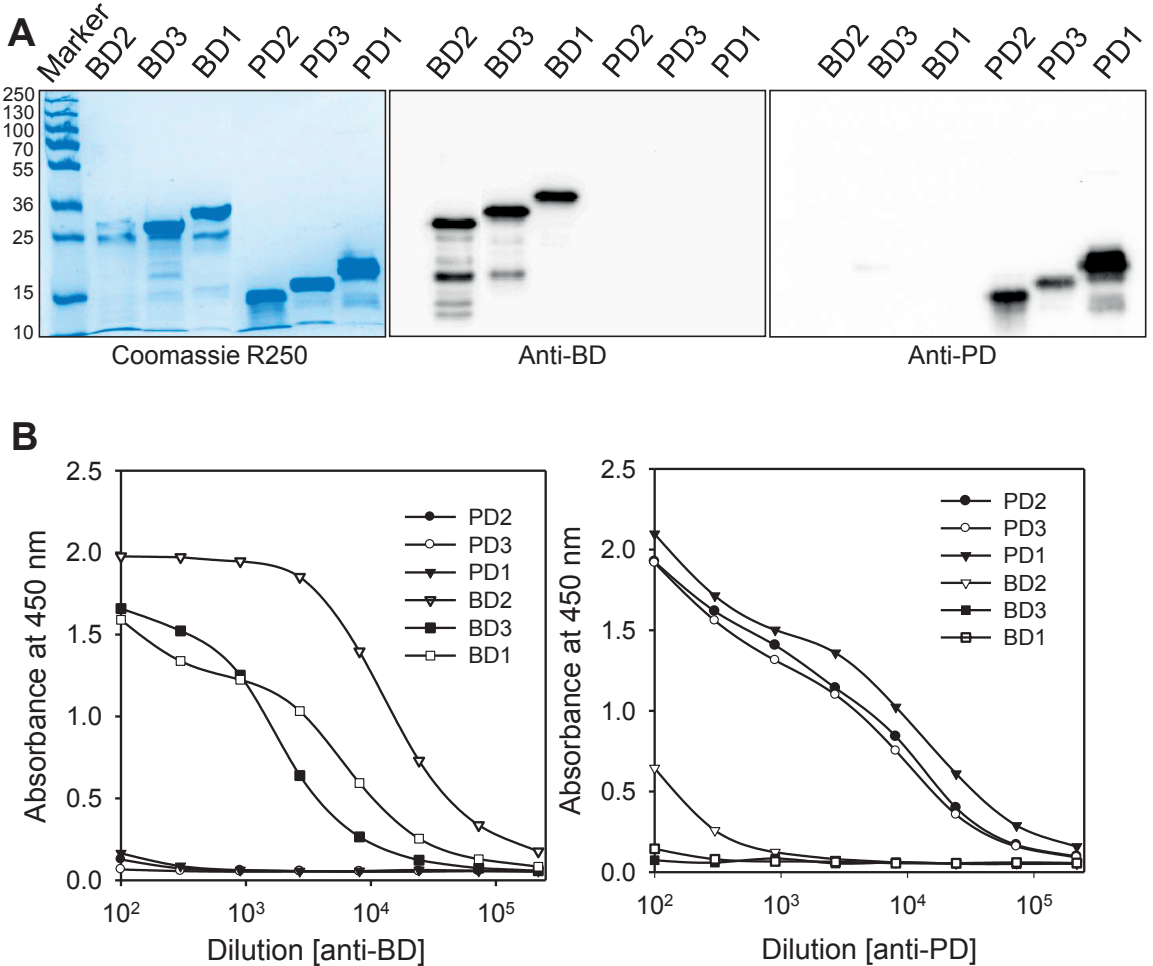 A
Marker BD2 BD3 BD1 PD2 PD3 PD1
BD2 BD3 BD1 PD2 PD3 PD1
BD2 BD3 BD1 PD2 PD3 PD1
250
130
100
70
55
36
25
15
10
Coomassie R250
Anti-BD
Anti-PD
B
Absorbance at 450 nm
2.5
2.0
1.5
1.0
0.5
0.0
PD2
PD3
PD1
BD2
BD3
BD1
10² 10³ 10⁴ 10⁵
Dilution [anti-BD]
Absorbance at 450 nm
2.5
2.0
1.5
1.0
0.5
0.0
PD2
PD3
PD1
BD2
BD3
BD1
10² 10³ 10⁴ 10⁵
Dilution [anti-PD]